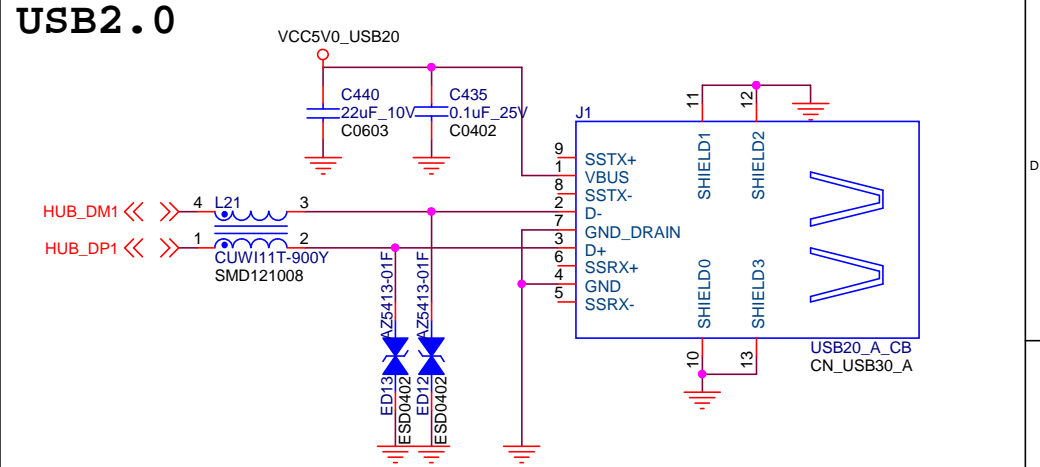 USB2.0
VCC5V0_USB20
C440
22uF_10V
C0603
C435
0.1uF_25V
C0402
J1
11
12
SHIELD1
SHIELD2
9
SSTX+
1
VBUS
8
SSTX-
2
D-
7
GND_DRAIN
3
D+
6
SSRX+
4
GND
5
SSRX-
HUB_DM1
4
L21
3
HUB_DP1
1
2
CUWI11T-900Y
SMD121008
AZ5413-01F
AZ5413-01F
ED13
ESD0402
ED12
ESD0402
SHIELD0
SHIELD3
10
13
USB20_A_CB
CN_USB30_A
D